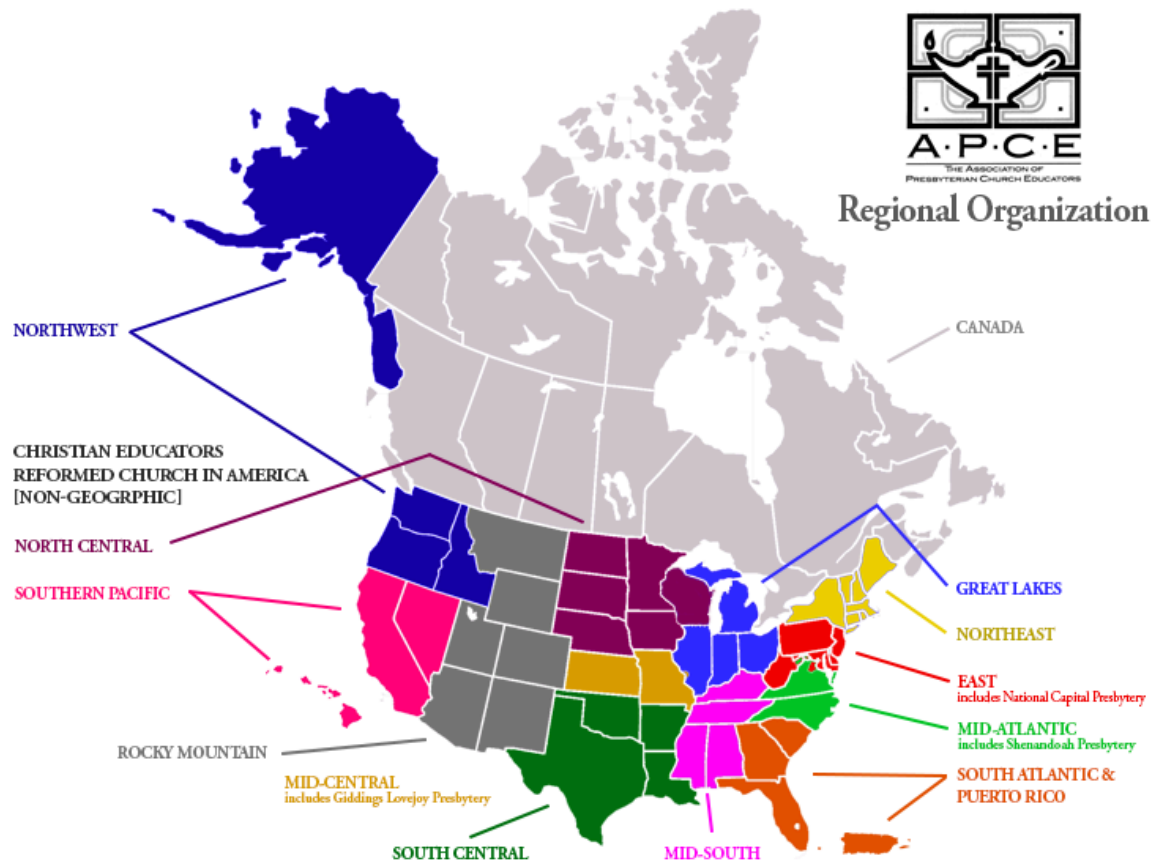 A·P·C·E
THE ASSOCIATION OF
PRESBYTERIAN CHURCH EDUCATORS
Regional Organization
NORTHWEST
CANADA
CHRISTIAN EDUCATORS
REFORMED CHURCH IN AMERICA
[NON-GEOGRPHIC]
NORTH CENTRAL
SOUTHERN PACIFIC
GREAT LAKES
NORTHEAST
EAST
includes National Capital Presbytery
MID-ATLANTIC
includes Shenandoah Presbytery
ROCKY MOUNTAIN
MID-CENTRAL
includes Giddings Lovejoy Presbytery
SOUTH ATLANTIC &
PUERTO RICO
SOUTH CENTRAL
MID-SOUTH